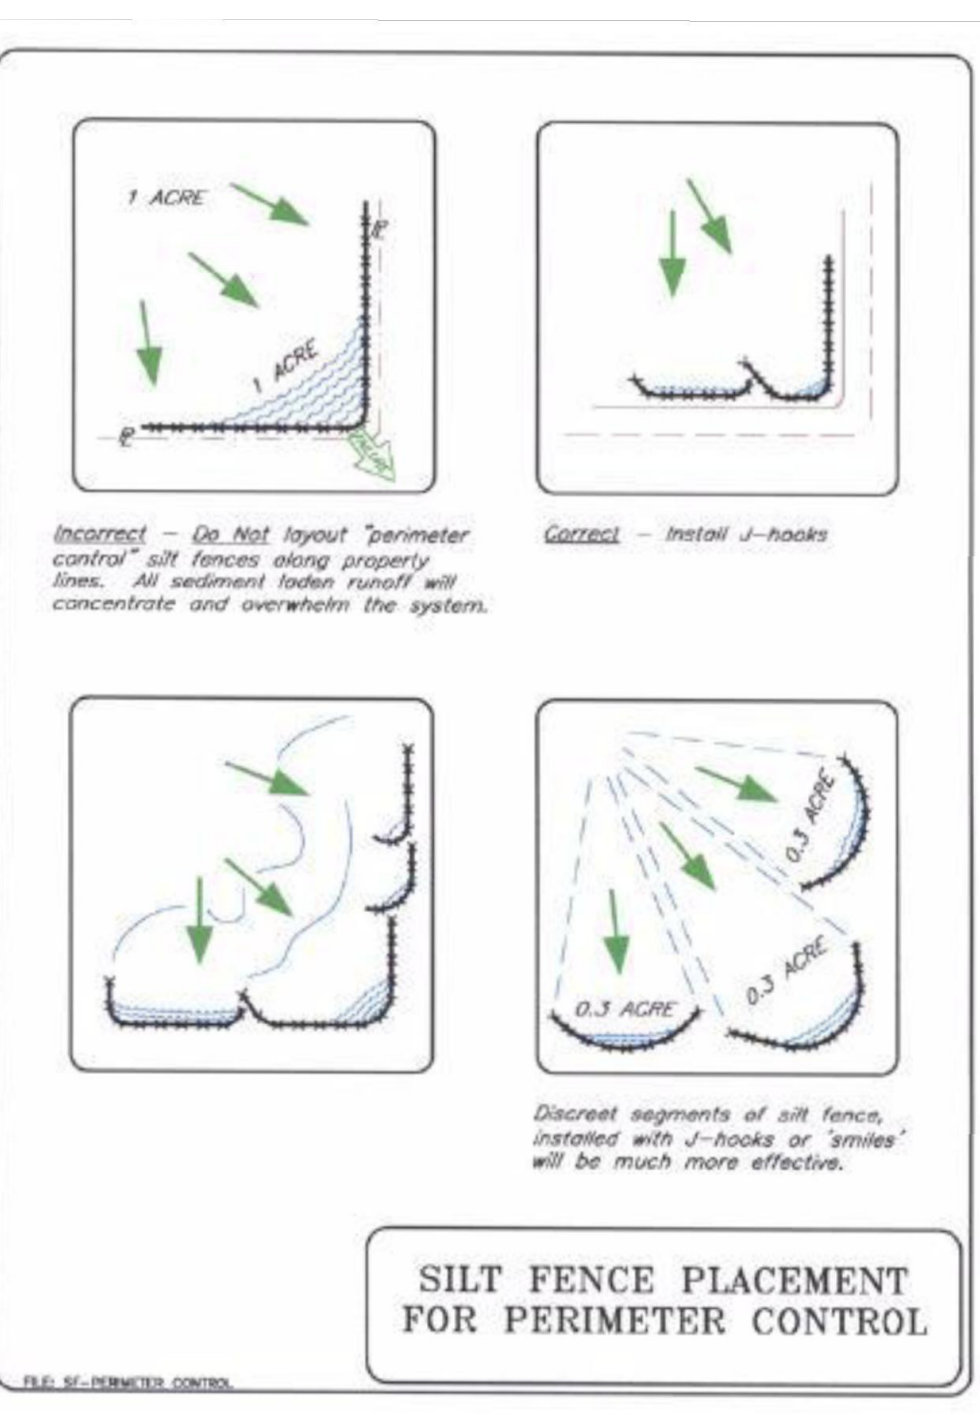 1 ACRE
1 ACRE
PL
PL
FAILURE
Incorrect – Do Not layout "perimeter
control" silt fences along property
lines. All sediment laden runoff will
concentrate and overwhelm the system.
Correct – Install J–hooks
0.3 ACRE
0.3 ACRE
0.3 ACRE
Discreet segments of silt fence,
installed with J–hooks or 'smiles'
will be much more effective.
SILT FENCE PLACEMENT
FOR PERIMETER CONTROL
FILE: SF–PERIMETER CONTROL